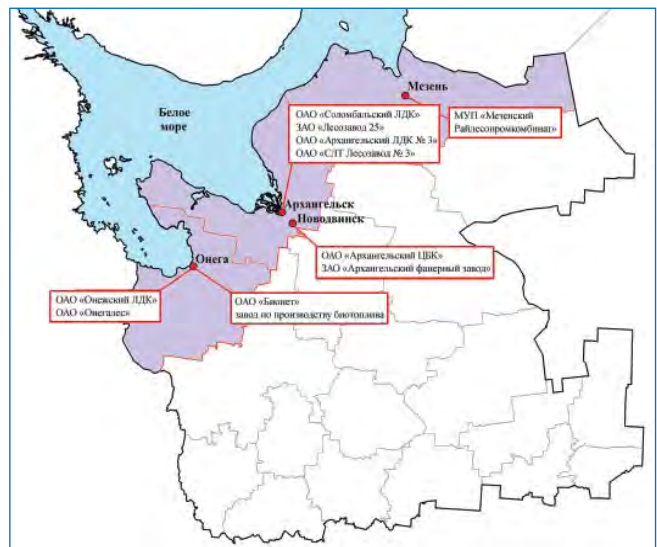 Белое
море
Мезень
ОАО «Соломбальский ЛДК»
ЗАО «Лесозавод 25»
ОАО «Архангельский ЛДК № 3»
ОАО «СЛТ Лесозавод № 3»
МУП «Мезенский
Райлеспромкомбинат»
Архангельск
Новодвинск
ОАО «Архангельский ЦБК»
ЗАО «Архангельский фанерный завод»
Онега
ОАО «Онежский ЛДК»
ОАО «Онегалес»
ОАО «Бионет»
завод по производству биотоплива